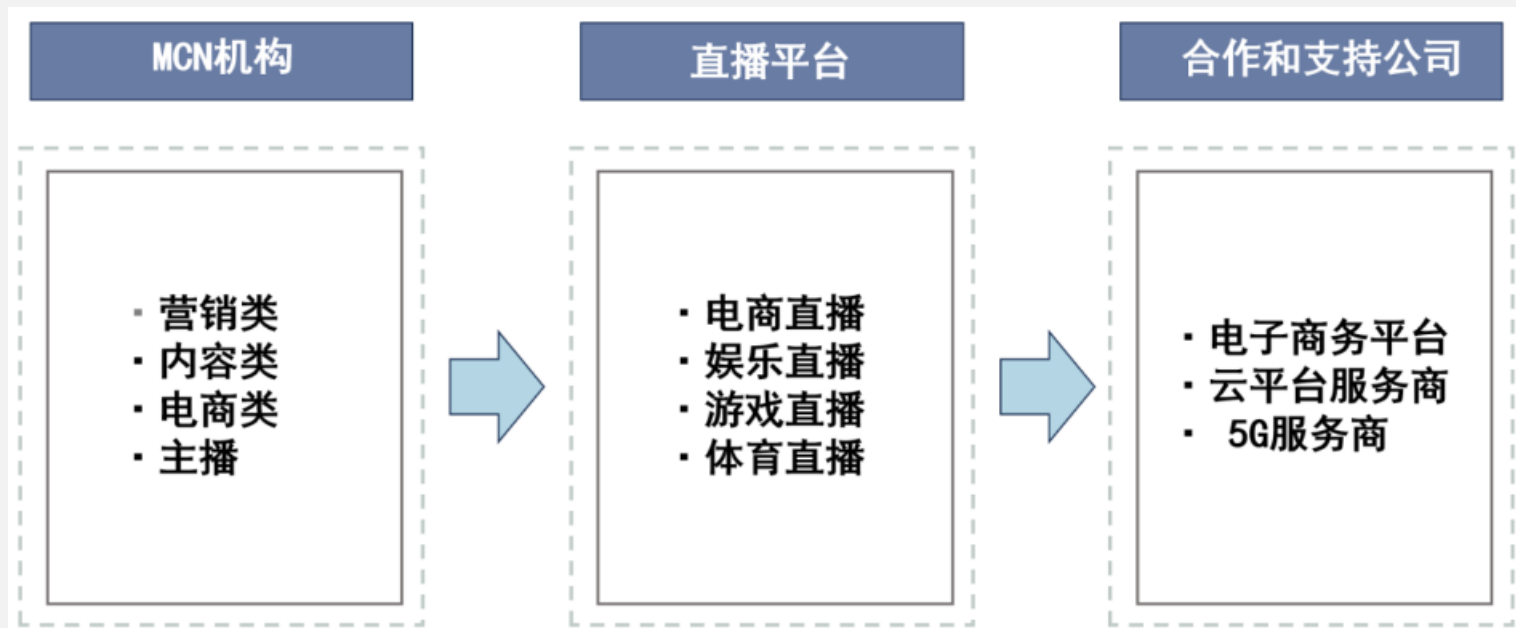 MCN机构
直播平台
合作和支持公司
· 营销类
· 内容类
· 电商类
· 主播
· 电商直播
· 娱乐直播
· 游戏直播
· 体育直播
· 电子商务平台
· 云平台服务商
· 5G服务商